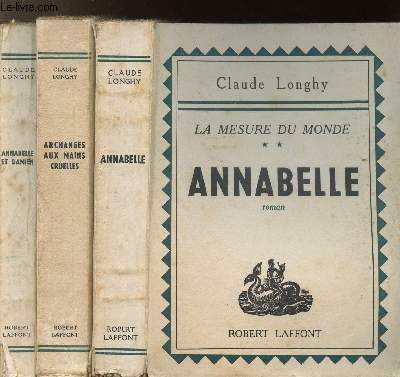 CLAUDE
LONGHY
ANNABELLE
ET DAMIEN
ROBERT
LAFFONT
CLAUDE
LONGHY
ARCHANGES
AUX MAINS
CRUELLES
ROBERT
LAFFONT
CLAUDE
LONGHY
ANNABELLE
ROBERT
LAFFONT
Claude Longhy
LA MESURE DU MONDE
★ ★
ANNABELLE
roman
ROBERT LAFFONT
le-livre.com